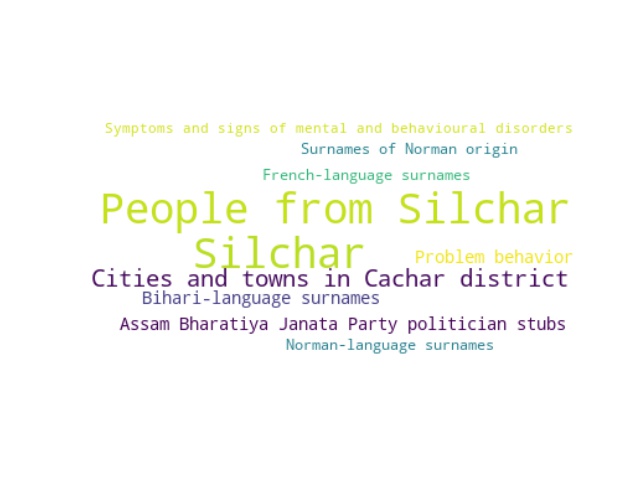 Symptoms and signs of mental and behavioural disorders
Surnames of Norman origin
French-language surnames
People from Silchar
Silchar
Problem behavior
Cities and towns in Cachar district
Bihari-language surnames
Assam Bharatiya Janata Party politician stubs
Norman-language surnames